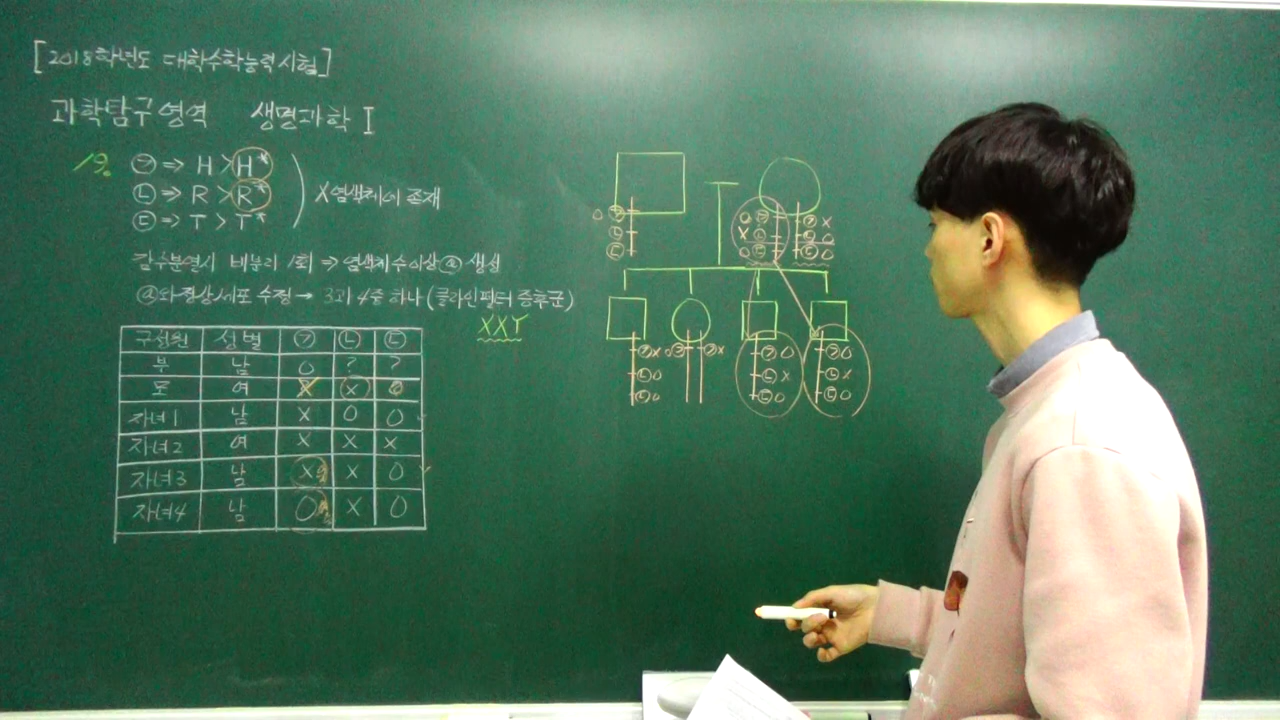 [2018학년도 대학수학능력시험]
과학탐구영역 생명과학 I
19. ㉠ ⇒ H > H*
㉡ ⇒ R > R*
㉢ ⇒ T > T*
X염색체에 존재
감수분열시 비분리 1회 ⇒ 염색체수이상 ⓐ 생성
ⓐ와 정상세포 수정 → 3과 4중 하나 (클라인펠터 증후군)
XXY
구성원 성별 ㉠ ㉡ ㉢
부 남 O ? ?
모 여 X X
자녀1 남 X O O
자녀2 여 X X X
자녀3 남 X X O
자녀4 남 O X O
O ㉠ O ㉠ ㉠ X
㉡ X ㉡ ㉡ O
㉢ O ㉢ ㉢ O
㉠ X ㉠ ㉠ X ㉠ O ㉠ O
㉡ O ㉡ X ㉡ X
㉢ O ㉢ O ㉢ O